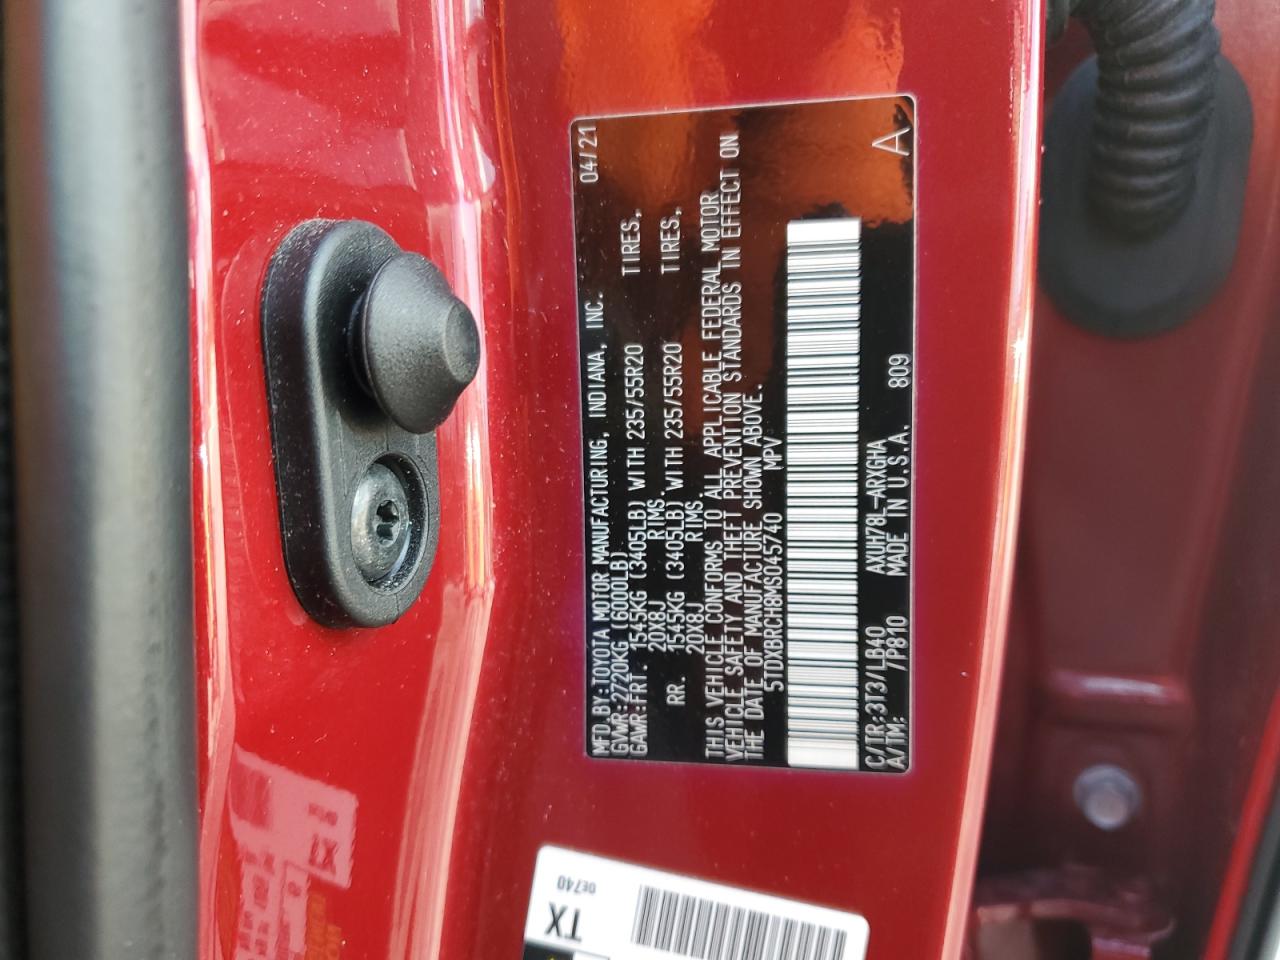 MFD.BY:TOYOTA MOTOR MANUFACTURING, INDIANA, INC. 04/21
GVWR:2720KG (6000LB)
GAWR:FRT. 1545KG (3405LB) WITH 235/55R20 TIRES,
20X8J RIMS.
RR. 1545KG (3405LB) WITH 235/55R20 TIRES,
20X8J RIMS.
THIS VEHICLE CONFORMS TO ALL APPLICABLE FEDERAL MOTOR
VEHICLE SAFETY AND THEFT PREVENTION STANDARDS IN EFFECT ON
THE DATE OF MANUFACTURE SHOWN ABOVE.
5TDXBRCH8MS045740 MPV
C/TR:3T3/LB40 AXUH78L-ARXGHA
A/TM: /P810 MADE IN U.S.A. 809 A
0E740
TX